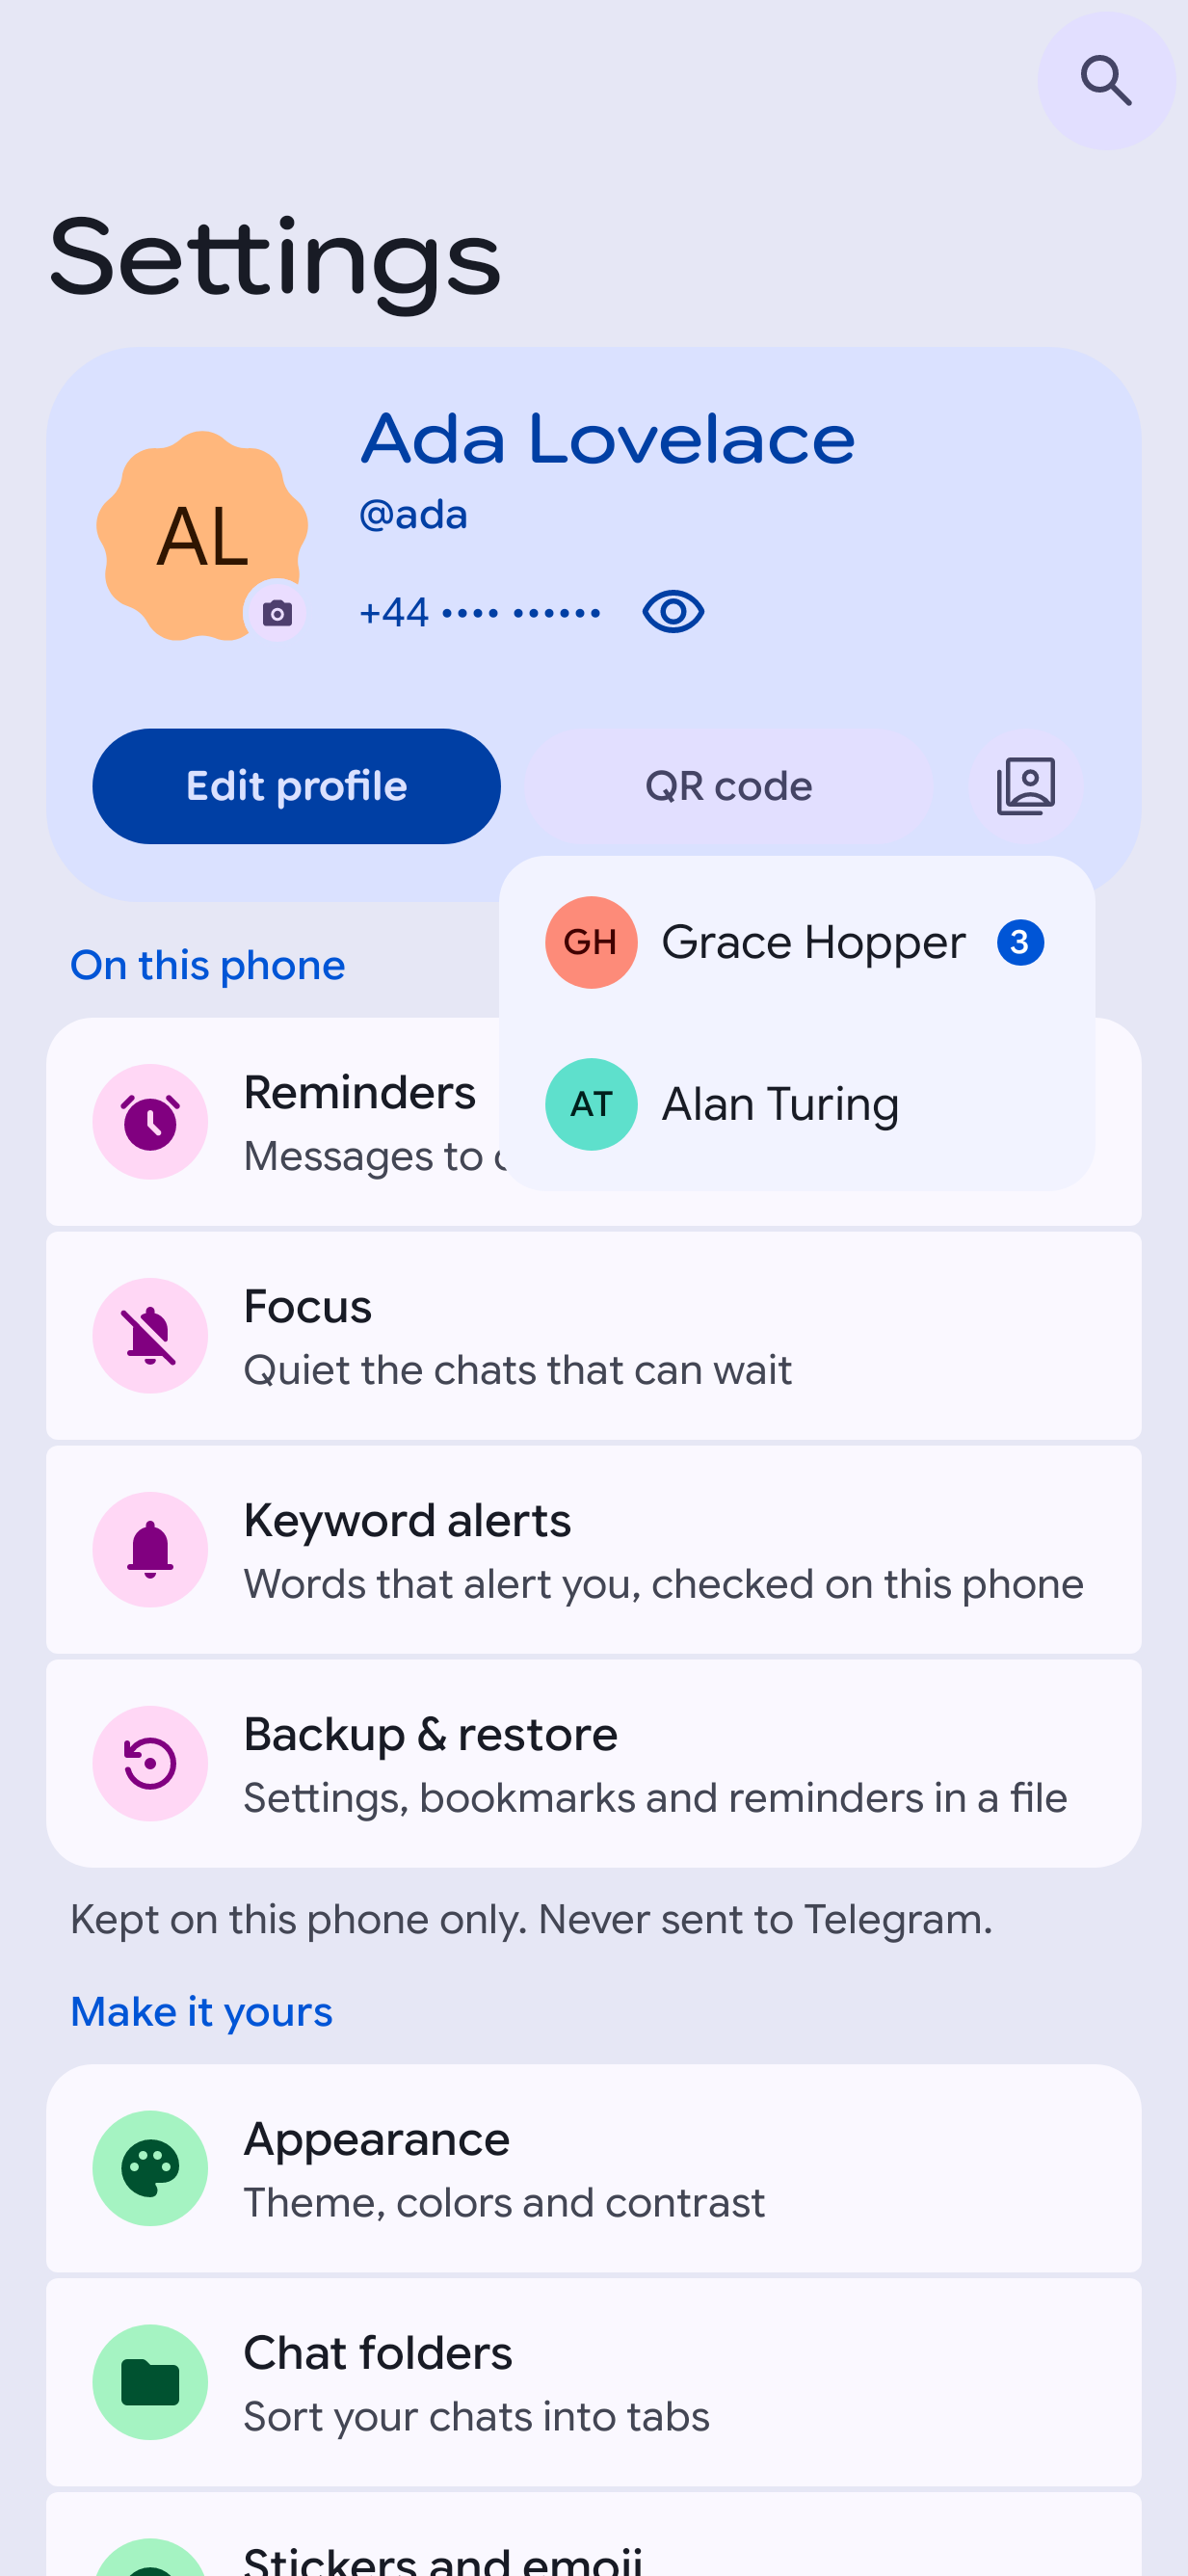 Settings
AL
Ada Lovelace
@ada
+44 •••• ••••••
Edit profile
QR code
GH
Grace Hopper
3
AT
Alan Turing
On this phone
Reminders
Messages to
Focus
Quiet the chats that can wait
Keyword alerts
Words that alert you, checked on this phone
Backup & restore
Settings, bookmarks and reminders in a file
Kept on this phone only. Never sent to Telegram.
Make it yours
Appearance
Theme, colors and contrast
Chat folders
Sort your chats into tabs
Stickers and emoji